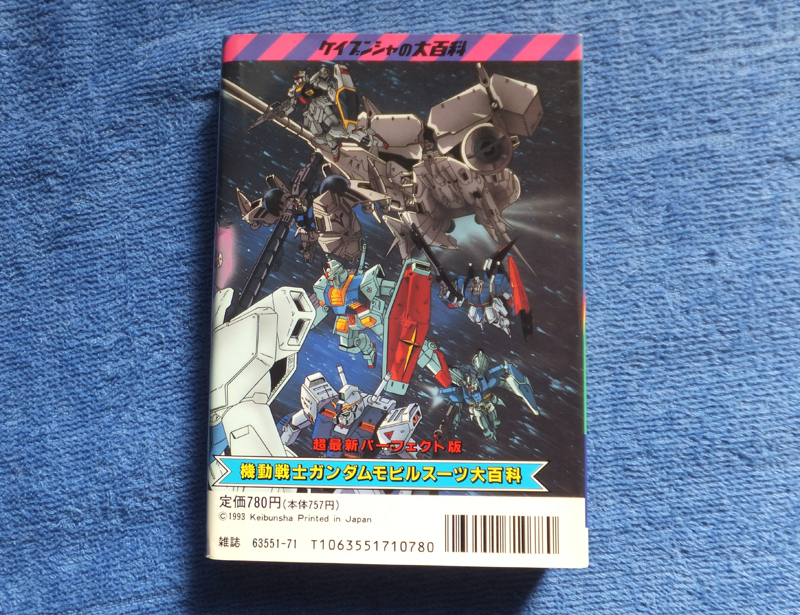 ケイブンシャの大百科
超最新パーフェクト版
機動戦士ガンダムモビルスーツ大百科
定価780円(本体757円)
©1993 Keibunsha Printed in Japan
雑誌 63551-71 T1063551710780